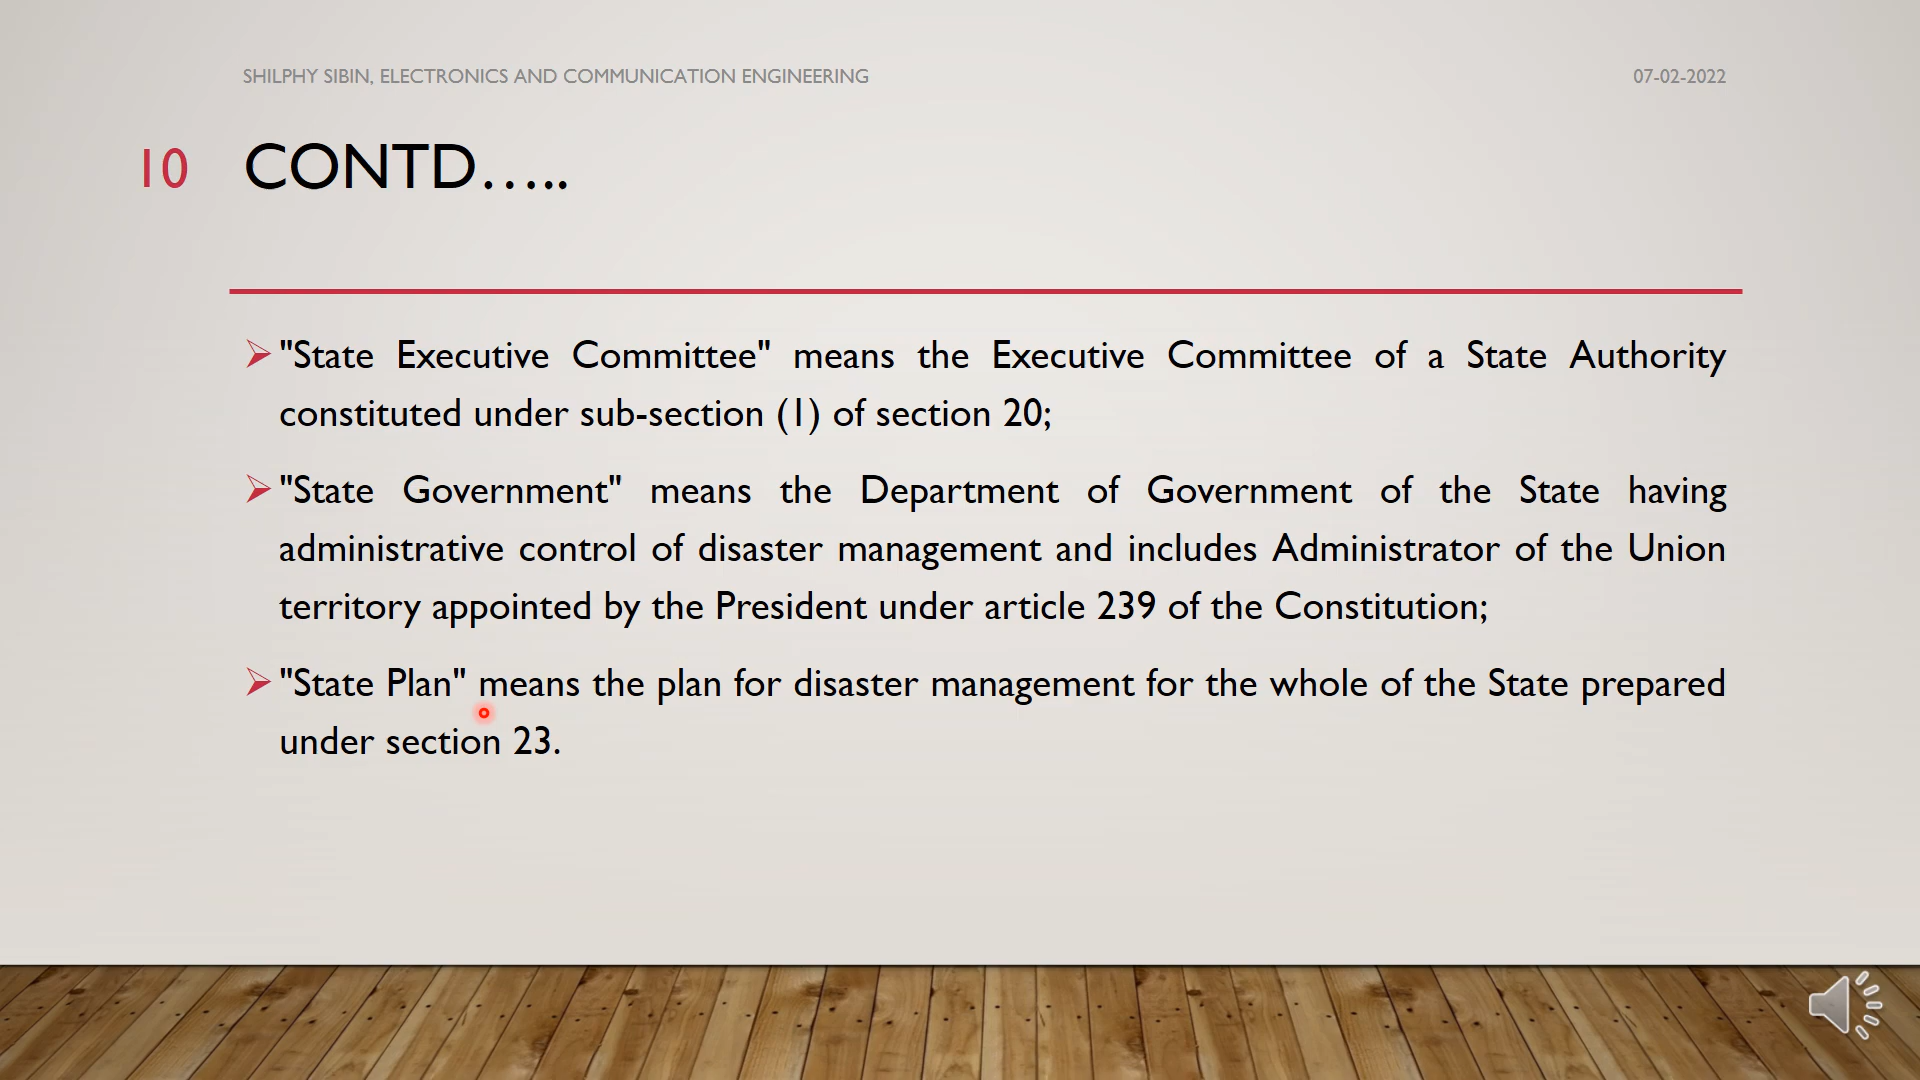 SHILPHY SIBIN, ELECTRONICS AND COMMUNICATION ENGINEERING
07-02-2022
10
CONTD…..
"State Executive Committee" means the Executive Committee of a State Authority
constituted under sub-section (1) of section 20;
"State Government" means the Department of Government of the State having
administrative control of disaster management and includes Administrator of the Union
territory appointed by the President under article 239 of the Constitution;
"State Plan" means the plan for disaster management for the whole of the State prepared
under section 23.